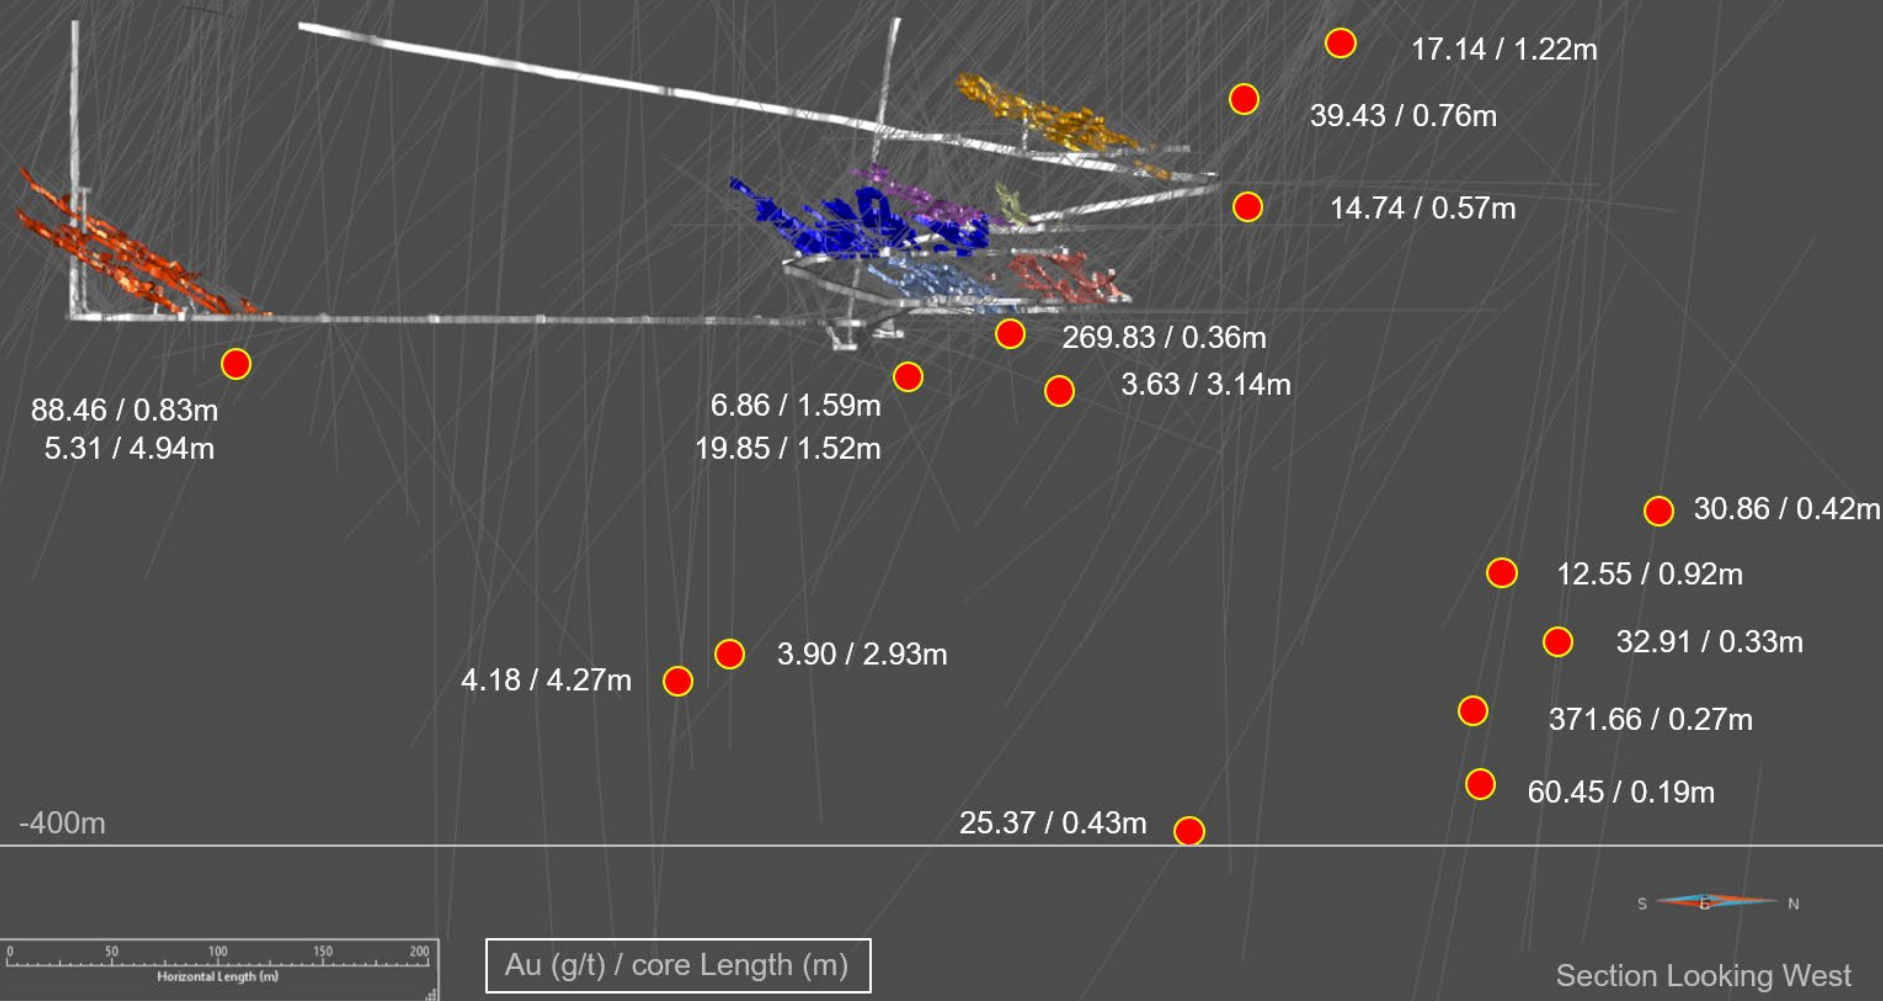 17.14 / 1.22m
39.43 / 0.76m
14.74 / 0.57m
269.83 / 0.36m
3.63 / 3.14m
88.46 / 0.83m
5.31 / 4.94m
6.86 / 1.59m
19.85 / 1.52m
30.86 / 0.42m
12.55 / 0.92m
32.91 / 0.33m
3.90 / 2.93m
4.18 / 4.27m
371.66 / 0.27m
60.45 / 0.19m
25.37 / 0.43m
-400m
S E N
0 50 100 150 200
Horizontal Length (m)
Au (g/t) / core Length (m)
Section Looking West